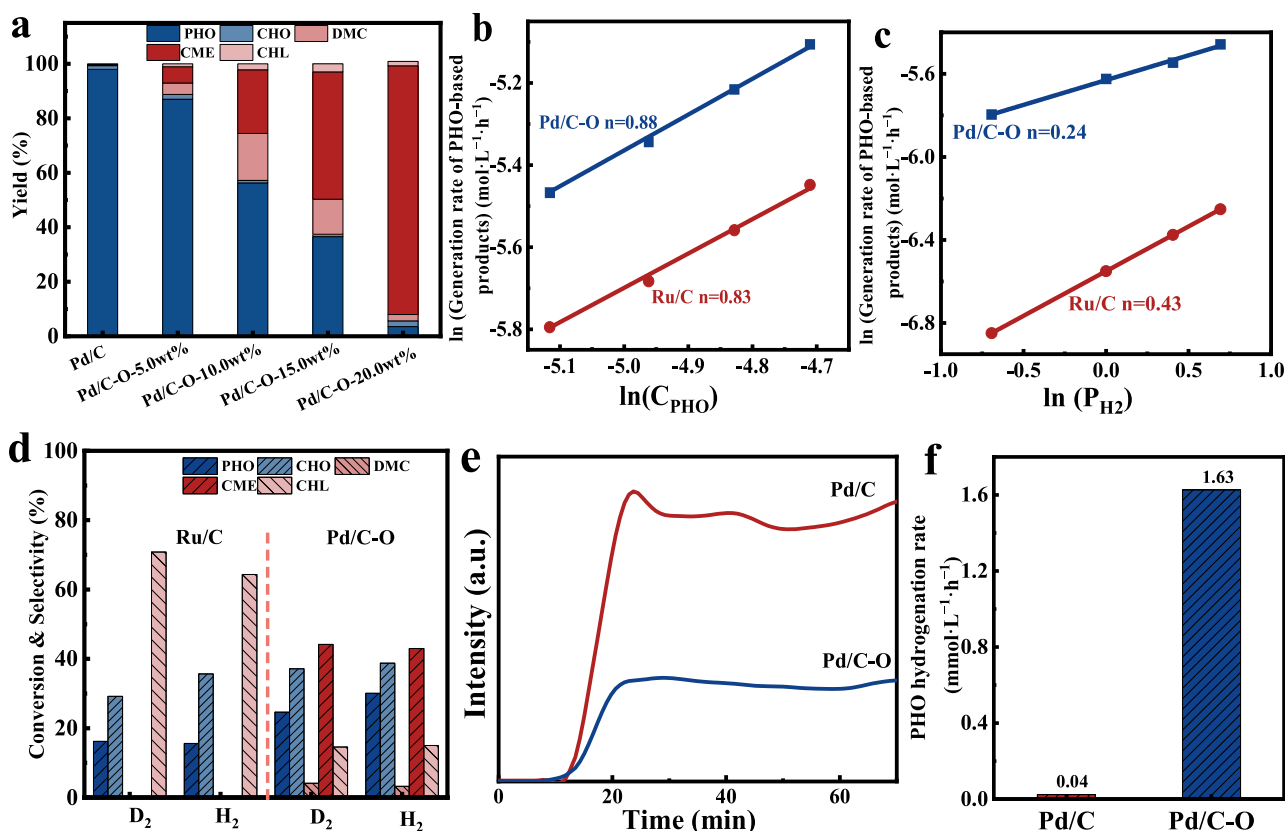 a
PHO CHO DMC
CME CHL
100
80
60
40
20
0
Yield (%)
Pd/C
Pd/C-O-5.0wt%
Pd/C-O-10.0wt%
Pd/C-O-15.0wt%
Pd/C-O-20.0wt%
b
ln (Generation rate of PHO-based
products) (mol·L⁻¹·h⁻¹)
-5.2
-5.4
-5.6
-5.8
Pd/C-O n=0.88
Ru/C n=0.83
-5.1 -5.0 -4.9 -4.8 -4.7
ln(C_PHO)
c
ln (Generation rate of PHO-based
products) (mol·L⁻¹·h⁻¹)
-5.6
-6.0
-6.4
-6.8
Pd/C-O n=0.24
Ru/C n=0.43
-1.0 -0.5 0.0 0.5 1.0
ln (P_H2)
d
PHO CHO DMC
CME CHL
Conversion & Selectivity (%)
100
80
60
40
20
0
Ru/C Pd/C-O
D₂ H₂ D₂ H₂
e
Intensity (a.u.)
Pd/C
Pd/C-O
0 20 40 60
Time (min)
f
PHO hydrogenation rate
(mmol·L⁻¹·h⁻¹)
1.6
1.2
0.8
0.4
0.0
1.63
0.04
Pd/C Pd/C-O